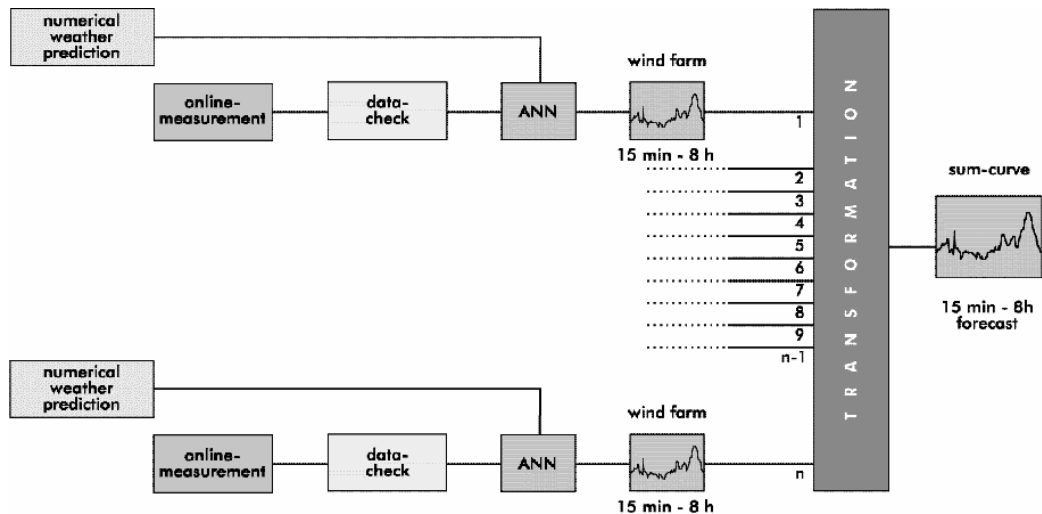 numerical
weather
prediction
online-
measurement
data-
check
ANN
wind farm
15 min - 8 h
1
2
3
4
5
6
7
8
9
n-1
TRANSFORMATION
sum-curve
15 min - 8h
forecast
numerical
weather
prediction
online-
measurement
data-
check
ANN
wind farm
15 min - 8 h
n